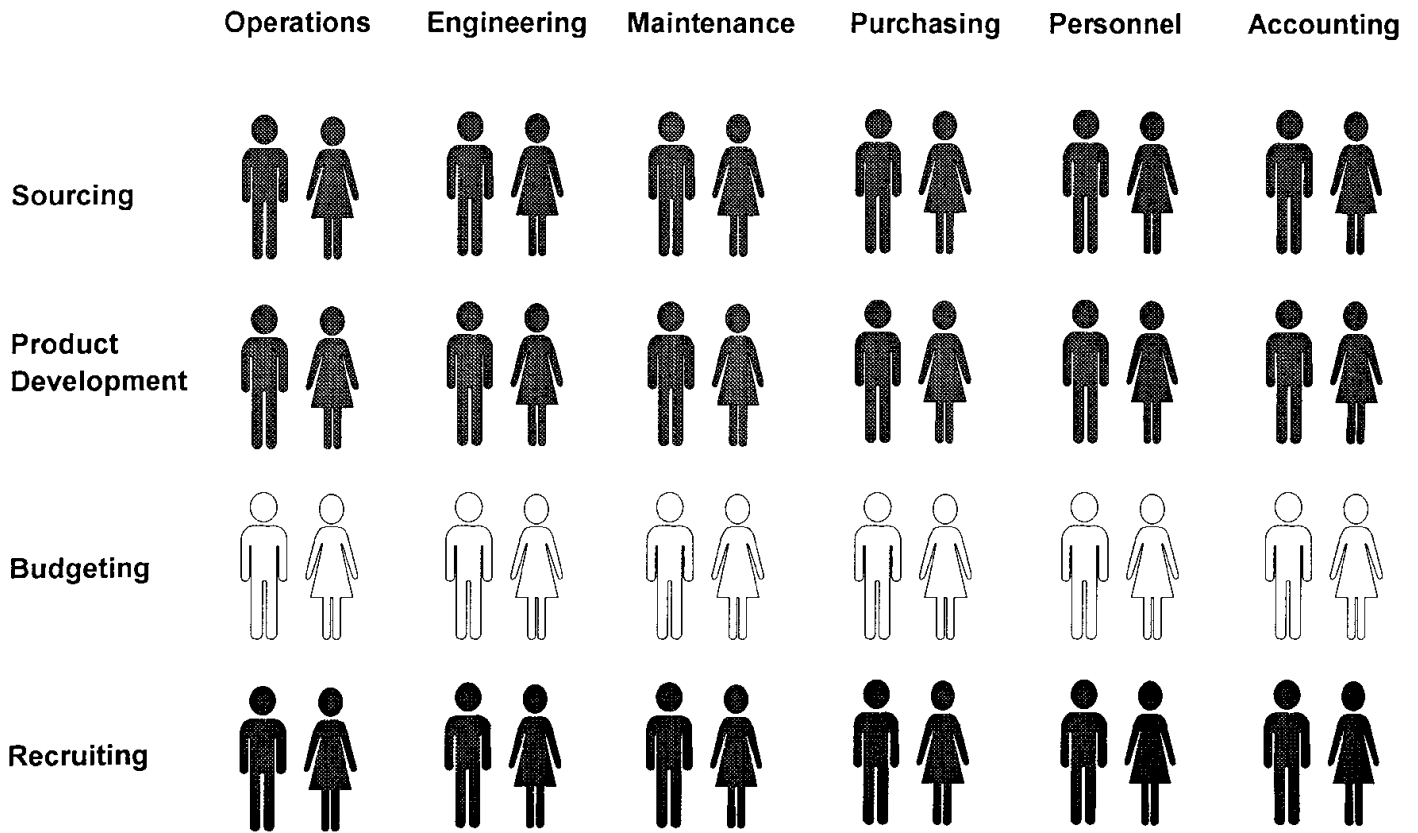 Operations Engineering Maintenance Purchasing Personnel Accounting
Sourcing
Product
Development
Budgeting
Recruiting